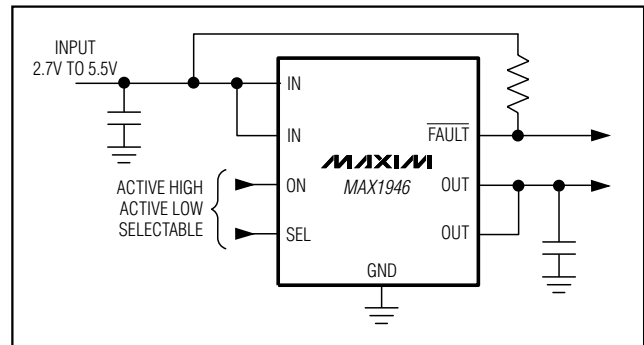 INPUT
2.7V TO 5.5V
IN
IN
FAULT
MAXIM
MAX1946
ON
OUT
ACTIVE HIGH
ACTIVE LOW
SELECTABLE
SEL
OUT
GND